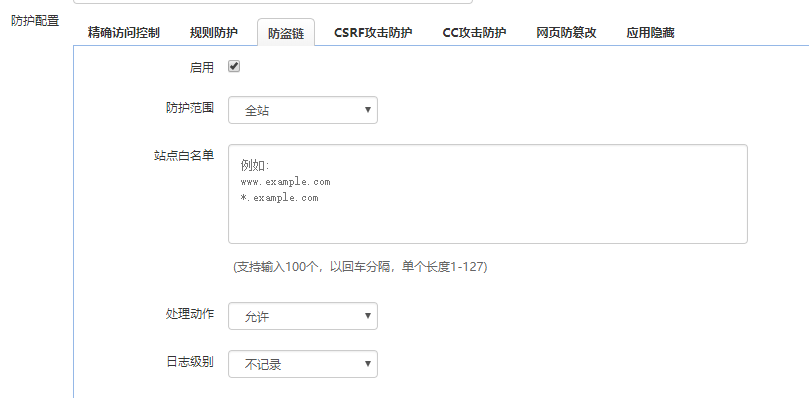 防护配置
精确访问控制 规则防护 防盗链 CSRF攻击防护 CC攻击防护 网页防篡改 应用隐藏
启用
防护范围 全站
站点白名单
例如:
www.example.com
*.example.com
(支持输入100个，以回车分隔，单个长度1-127)
处理动作 允许
日志级别 不记录